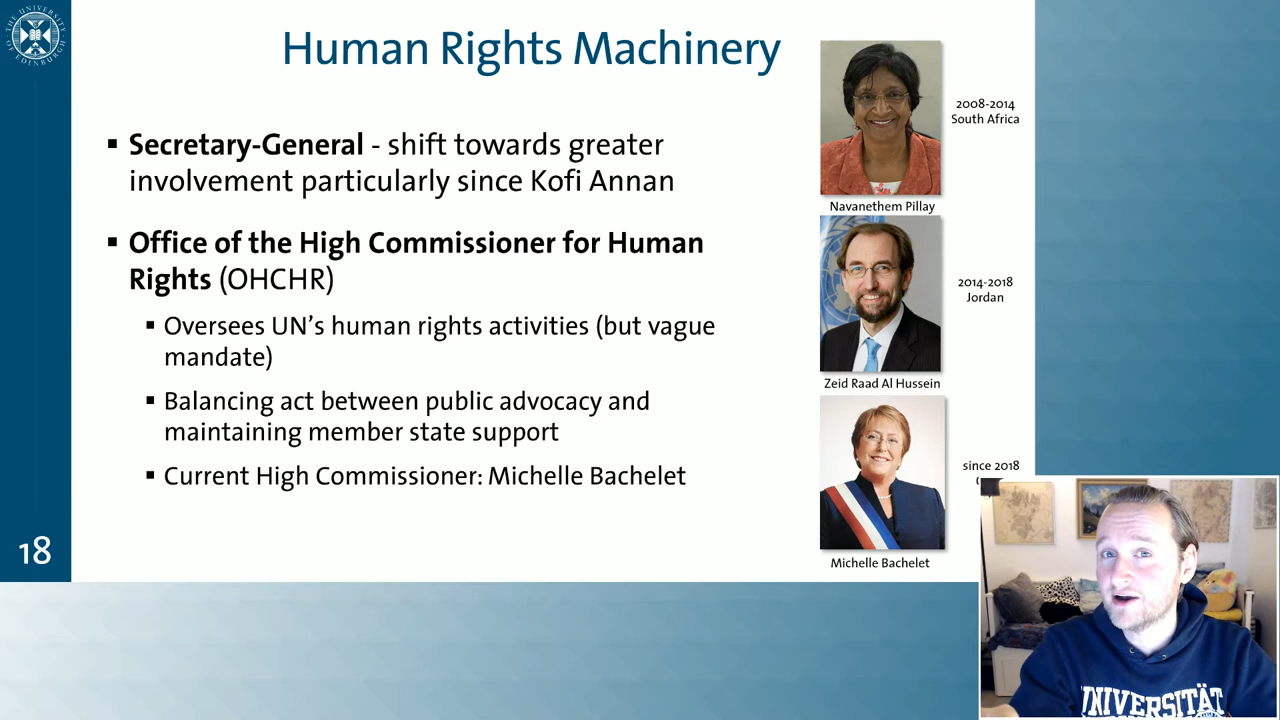 Human Rights Machinery
▪ Secretary-General - shift towards greater
involvement particularly since Kofi Annan
▪ Office of the High Commissioner for Human
Rights (OHCHR)
▪ Oversees UN's human rights activities (but vague
mandate)
▪ Balancing act between public advocacy and
maintaining member state support
▪ Current High Commissioner: Michelle Bachelet
2008-2014
South Africa
Navanethem Pillay
2014-2018
Jordan
Zeid Raad Al Hussein
since 2018
Michelle Bachelet
18
UNIVERSITÄT